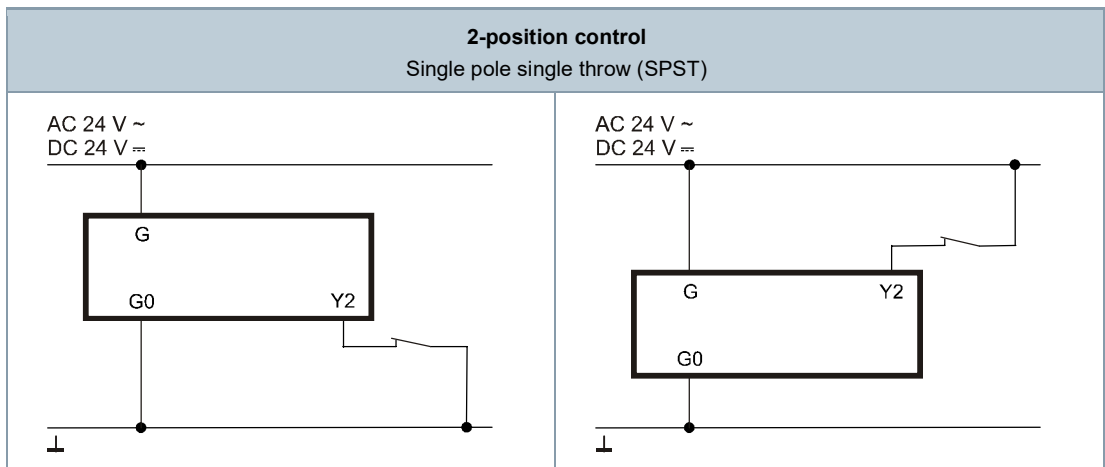 2-position control
Single pole single throw (SPST)
AC 24 V ~
DC 24 V ⎓
G
G0 Y2
AC 24 V ~
DC 24 V ⎓
G Y2
G0